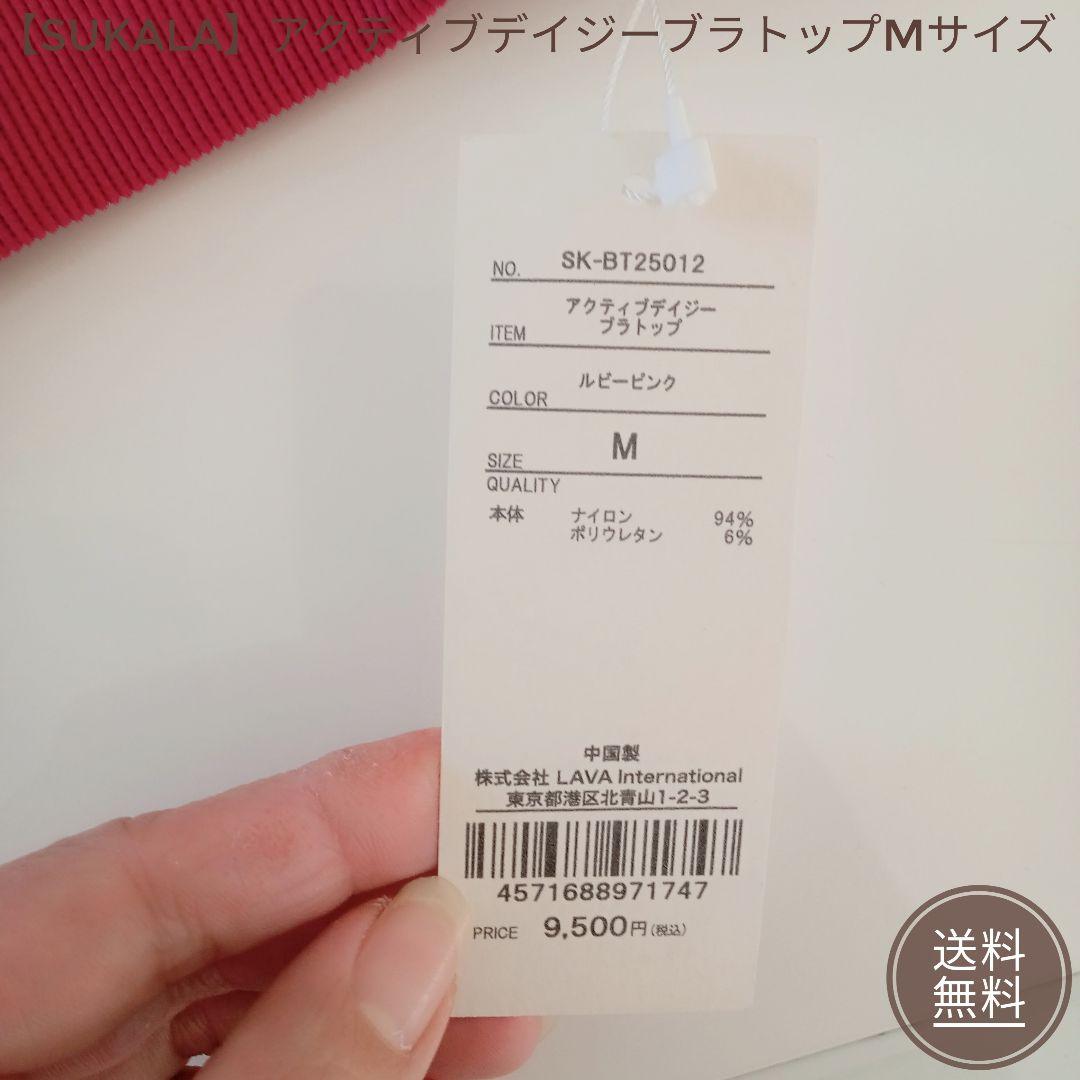 【SUKALA】アクティブデイジーブラトップMサイズ
NO. SK-BT25012
アクティブデイジー
ブラトップ
ITEM
ルビーピンク
COLOR
M
SIZE
QUALITY
本体 ナイロン 94%
ポリウレタン 6%
中国製
株式会社 LAVA International
東京都港区北青山1-2-3
4571688971747
PRICE 9,500円(税込)
送料
無料